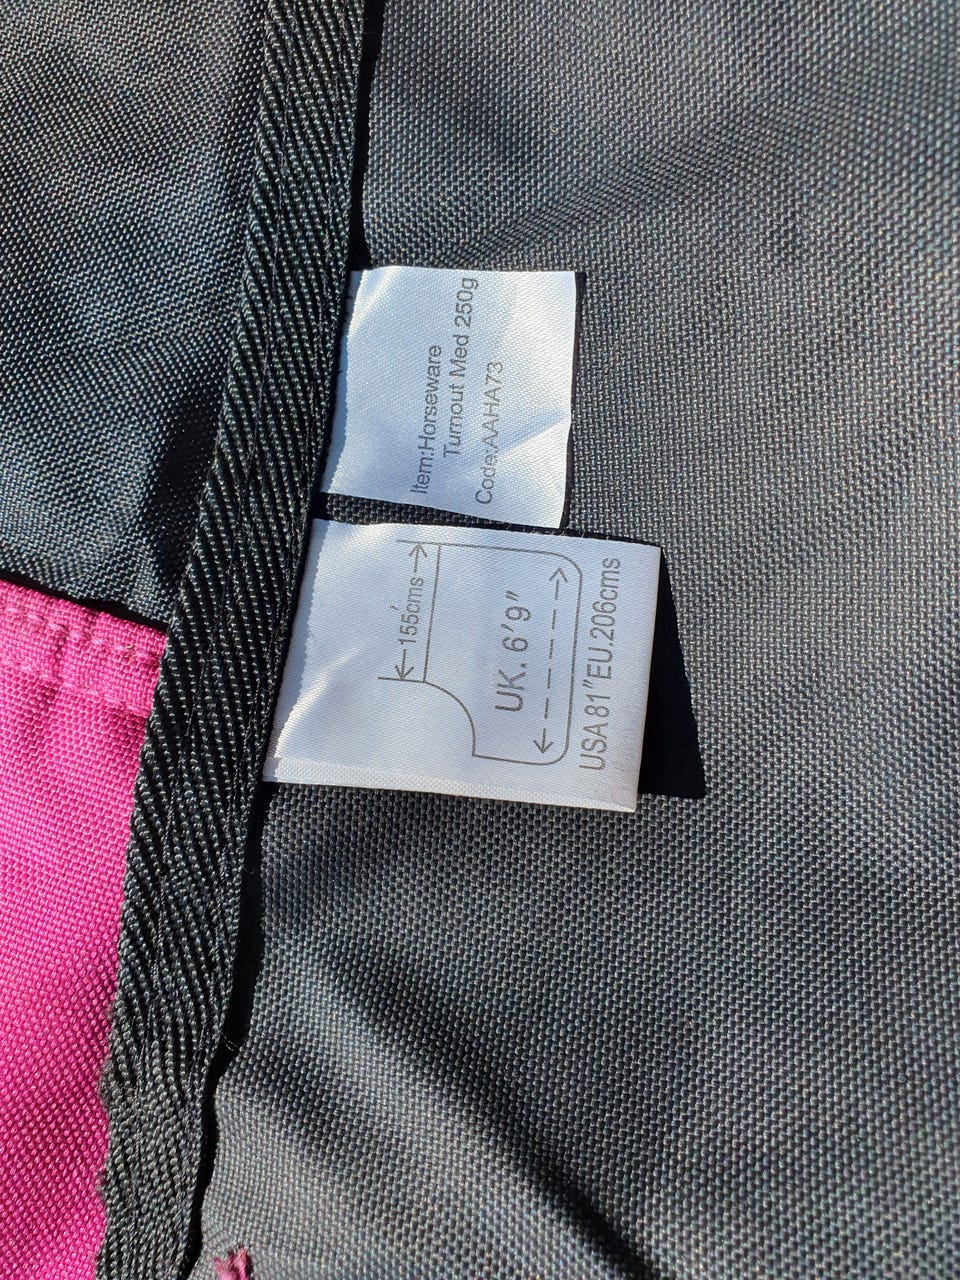 Item:Horseware
Turnout Med 250g
Code:AAHA73
155cms
UK. 6'9"
USA 81"EU.206cms